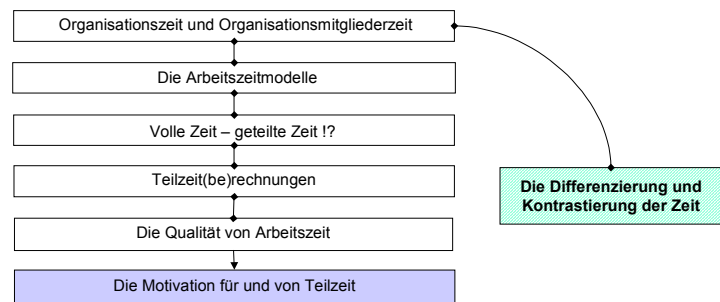 Organisationszeit und Organisationsmitgliederzeit
Die Arbeitszeitmodelle
Volle Zeit – geteilte Zeit !?
Teilzeit(be)rechnungen
Die Qualität von Arbeitszeit
Die Motivation für und von Teilzeit
Die Differenzierung und
Kontrastierung der Zeit